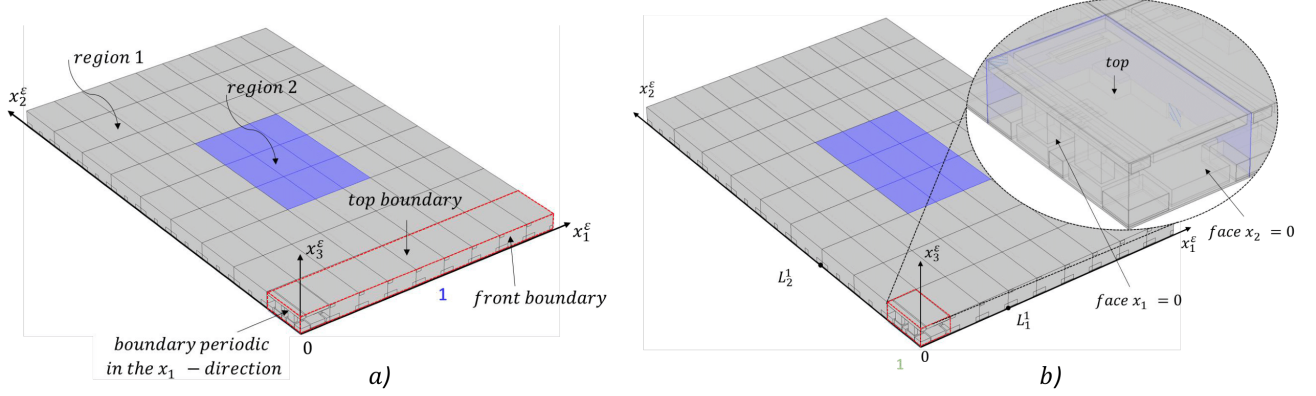 region 1
region 2
x₂^ε
top boundary
x₃^ε
x₁^ε
1
front boundary
0
boundary periodic
in the x₁ − direction
a)
x₂^ε
top
L₂¹
x₃^ε
x₁^ε
face x₂ = 0
face x₁ = 0
L₁¹
0
1
b)